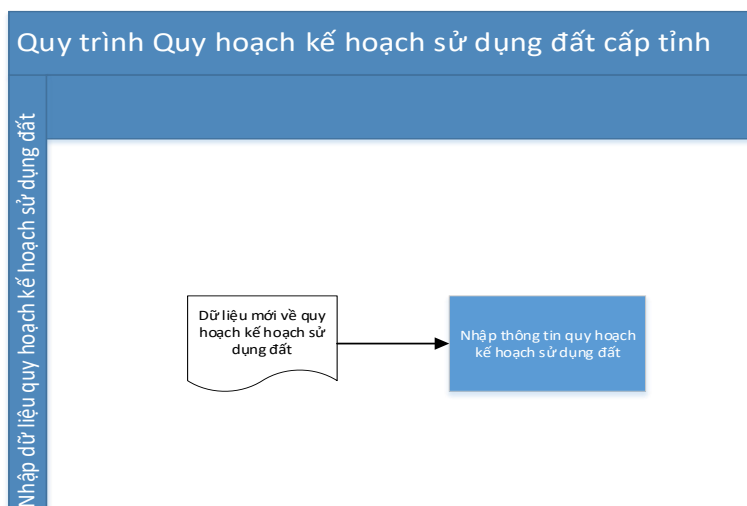 Quy trình Quy hoạch kế hoạch sử dụng đất cấp tỉnh
Nhập dữ liệu quy hoạch kế hoạch sử dụng đất
Dữ liệu mới về quy
hoạch kế hoạch sử
dụng đất
Nhập thông tin quy hoạch
kế hoạch sử dụng đất